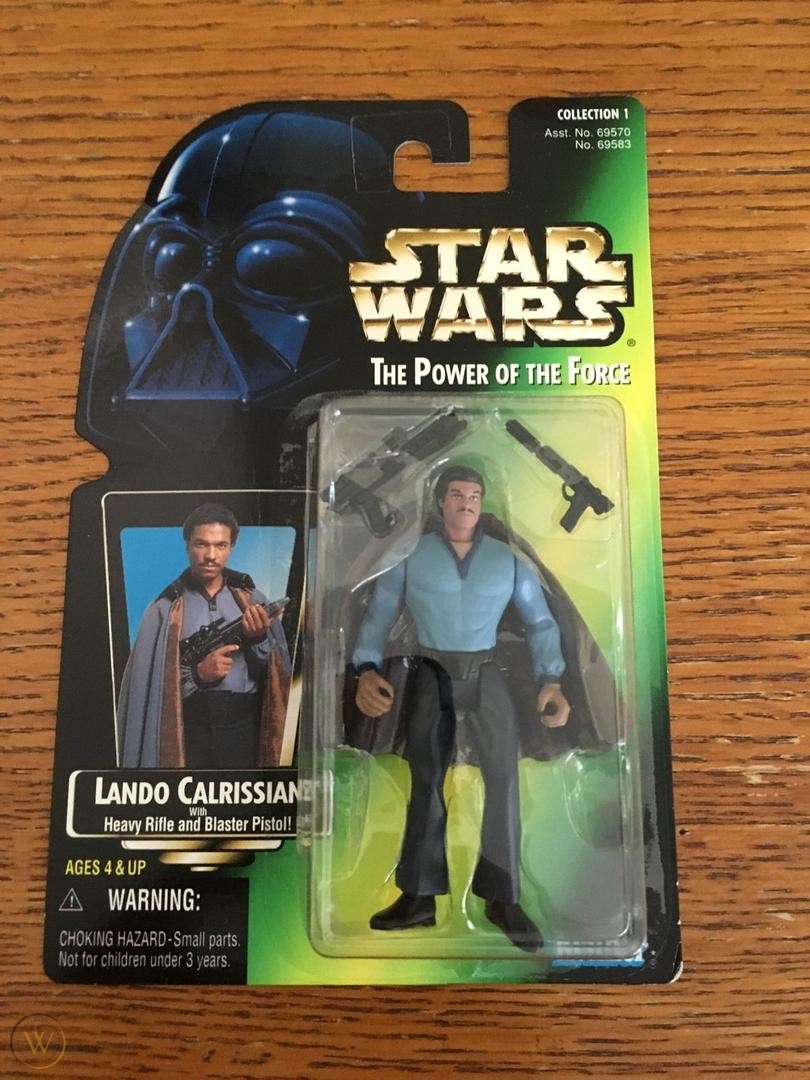 COLLECTION 1
Asst. No. 69570
No. 69583
STAR
WARS
®
THE POWER OF THE FORCE
LANDO CALRISSIAN
With
Heavy Rifle and Blaster Pistol!
AGES 4 & UP
WARNING:
CHOKING HAZARD-Small parts.
Not for children under 3 years.
W